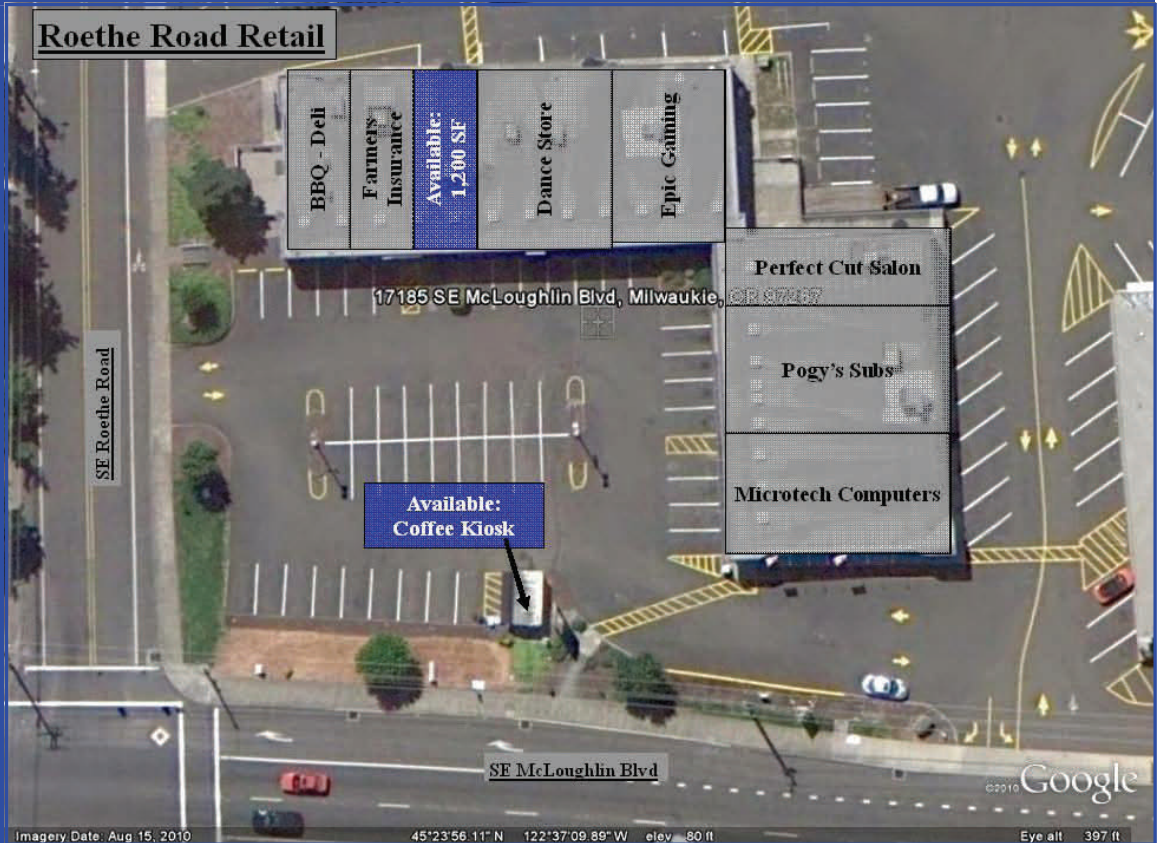 Roethe Road Retail
BBQ - Deli
Farmers
Insurance
Available:
1,200 SF
Dance Store
Epic Gaming
Perfect Cut Salon
17185 SE McLoughlin Blvd, Milwaukie, OR 97267
Pogy's Subs
SE Roethe Road
Microtech Computers
Available:
Coffee Kiosk
SE McLoughlin Blvd
©2010 Google
Imagery Date: Aug 15, 2010
45°23'56.11" N 122°37'09.89" W elev 80 ft
Eye alt 397 ft